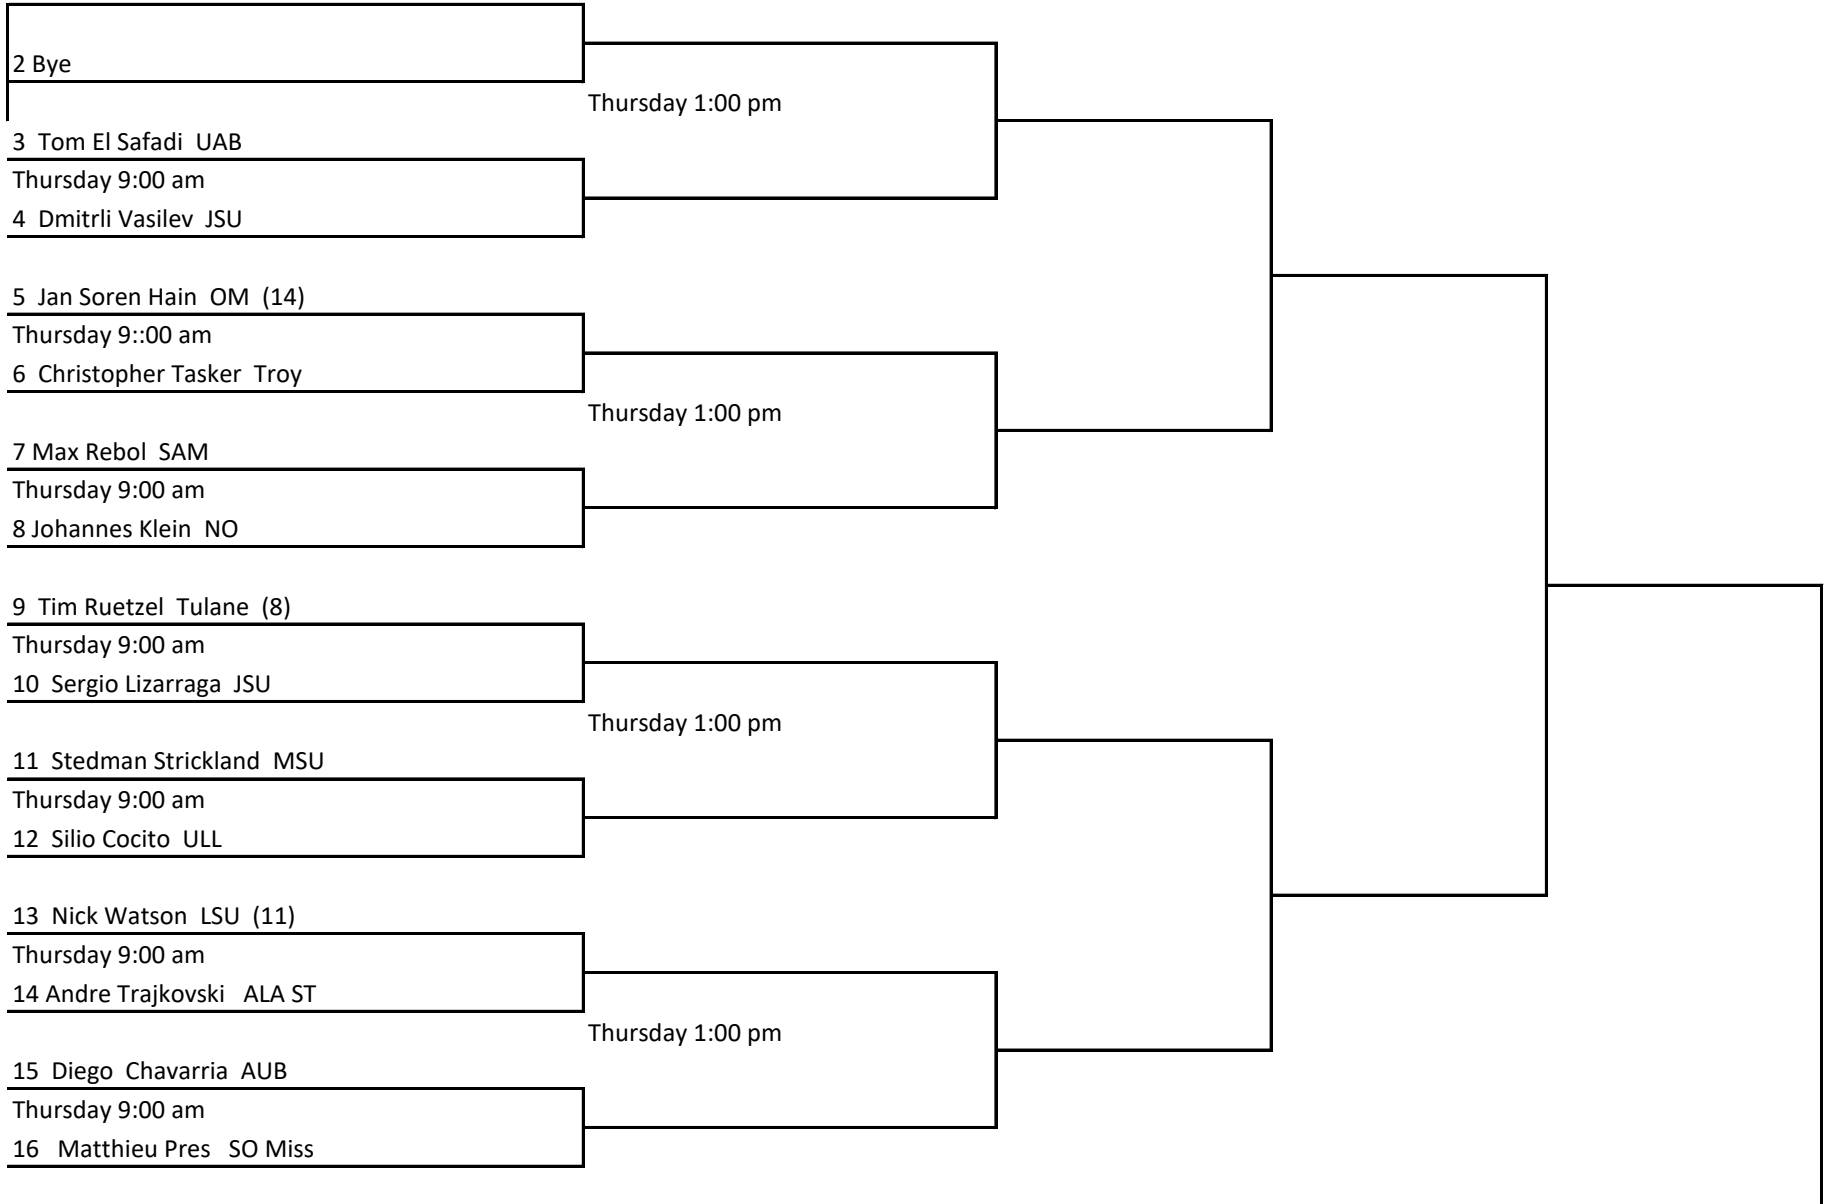 2 Bye
Thursday 1:00 pm
3 Tom El Safadi UAB
Thursday 9:00 am
4 Dmitrli Vasilev JSU
5 Jan Soren Hain OM (14)
Thursday 9::00 am
6 Christopher Tasker Troy
Thursday 1:00 pm
7 Max Rebol SAM
Thursday 9:00 am
8 Johannes Klein NO
9 Tim Ruetzel Tulane (8)
Thursday 9:00 am
10 Sergio Lizarraga JSU
Thursday 1:00 pm
11 Stedman Strickland MSU
Thursday 9:00 am
12 Silio Cocito ULL
13 Nick Watson LSU (11)
Thursday 9:00 am
14 Andre Trajkovski ALA ST
Thursday 1:00 pm
15 Diego Chavarria AUB
Thursday 9:00 am
16 Matthieu Pres SO Miss